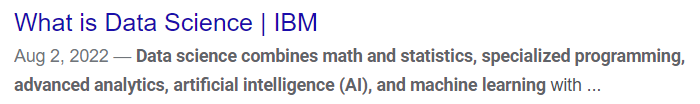 What is Data Science | IBM
Aug 2, 2022 — Data science combines math and statistics, specialized programming,
advanced analytics, artificial intelligence (AI), and machine learning with ...